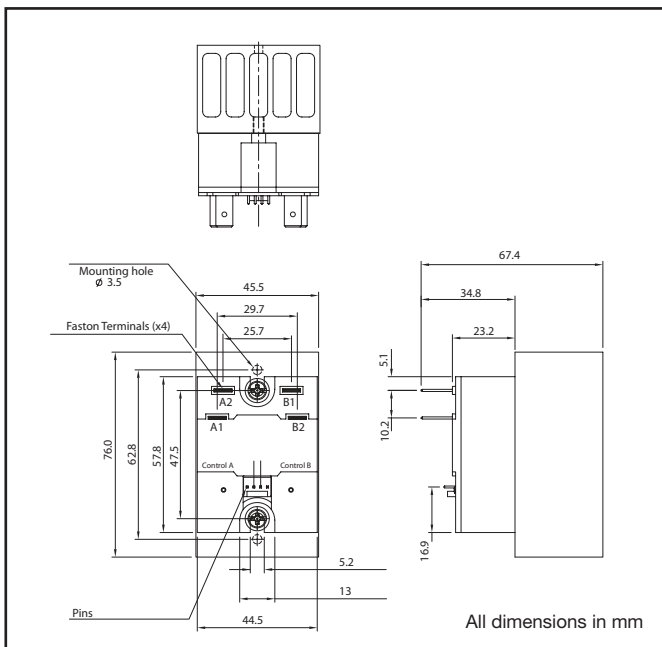 Mounting hole
ø 3.5
45.5
29.7
25.7
Faston Terminals (x4)
A2
B1
A1
B2
Control A
Control B
76.0
62.8
57.8
47.5
5.2
13
44.5
Pins
67.4
34.8
23.2
5.1
10.2
16.9
All dimensions in mm